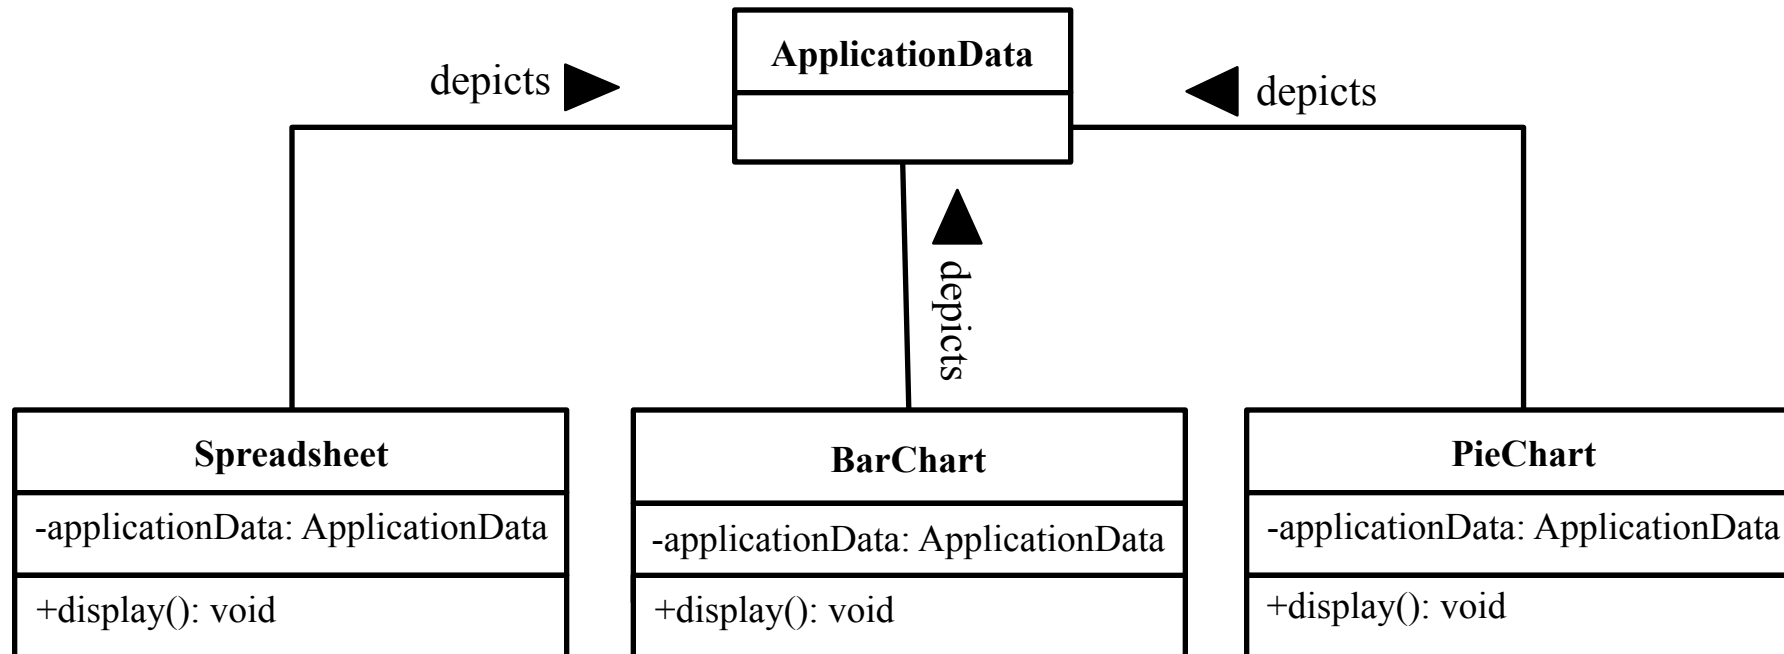 ApplicationData
depicts
depicts
depicts
Spreadsheet
-applicationData: ApplicationData
+display(): void
BarChart
-applicationData: ApplicationData
+display(): void
PieChart
-applicationData: ApplicationData
+display(): void